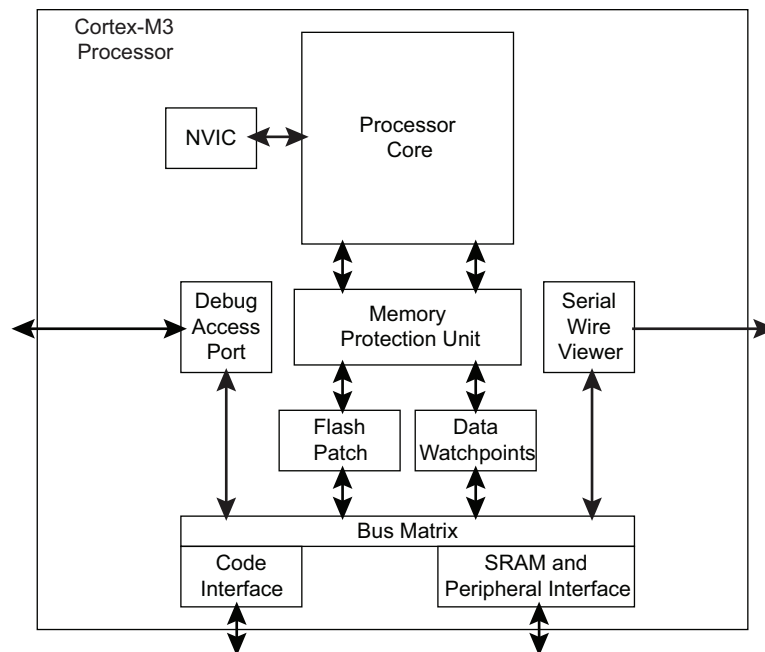 Cortex-M3
Processor
Processor
Core
NVIC
Debug
Access
Port
Memory
Protection Unit
Serial
Wire
Viewer
Flash
Patch
Data
Watchpoints
Bus Matrix
Code
Interface
SRAM and
Peripheral Interface